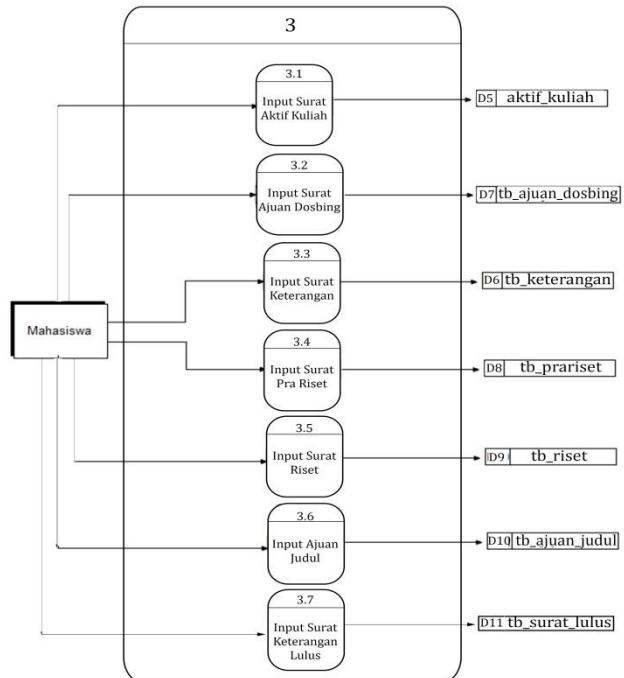 3
3.1
Input Surat
Aktif Kuliah
D5 aktif_kuliah
3.2
Input Surat
Ajuan Dosbing
D7 tb_ajuan_dosbing
3.3
Input Surat
Keterangan
D6 tb_keterangan
Mahasiswa
3.4
Input Surat
Pra Riset
D8 tb_prariset
3.5
Input Surat
Riset
D9 tb_riset
3.6
Input Ajuan
Judul
D10 tb_ajuan_judul
3.7
Input Surat
Keterangan
Lulus
D11 tb_surat_lulus